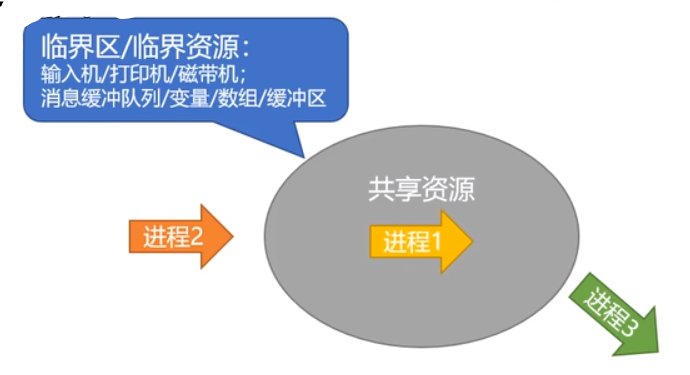 临界区/临界资源：
输入机/打印机/磁带机；
消息缓冲队列/变量/数组/缓冲区
共享资源
进程2
进程1
进程3